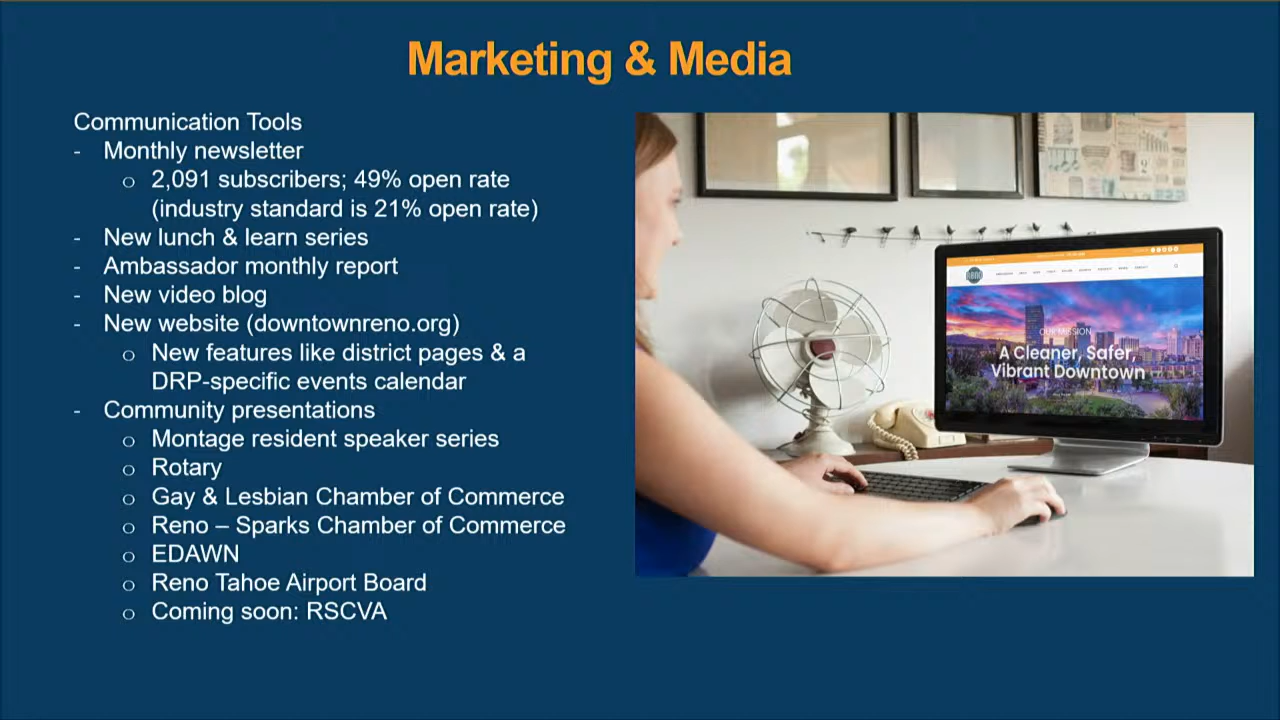 Marketing & Media
Communication Tools
- Monthly newsletter
o 2,091 subscribers; 49% open rate
(industry standard is 21% open rate)
- New lunch & learn series
- Ambassador monthly report
- New video blog
- New website (downtownreno.org)
o New features like district pages & a
DRP-specific events calendar
- Community presentations
o Montage resident speaker series
o Rotary
o Gay & Lesbian Chamber of Commerce
o Reno – Sparks Chamber of Commerce
o EDAWN
o Reno Tahoe Airport Board
o Coming soon: RSCVA
OUR MISSION
A Cleaner, Safer,
Vibrant Downtown